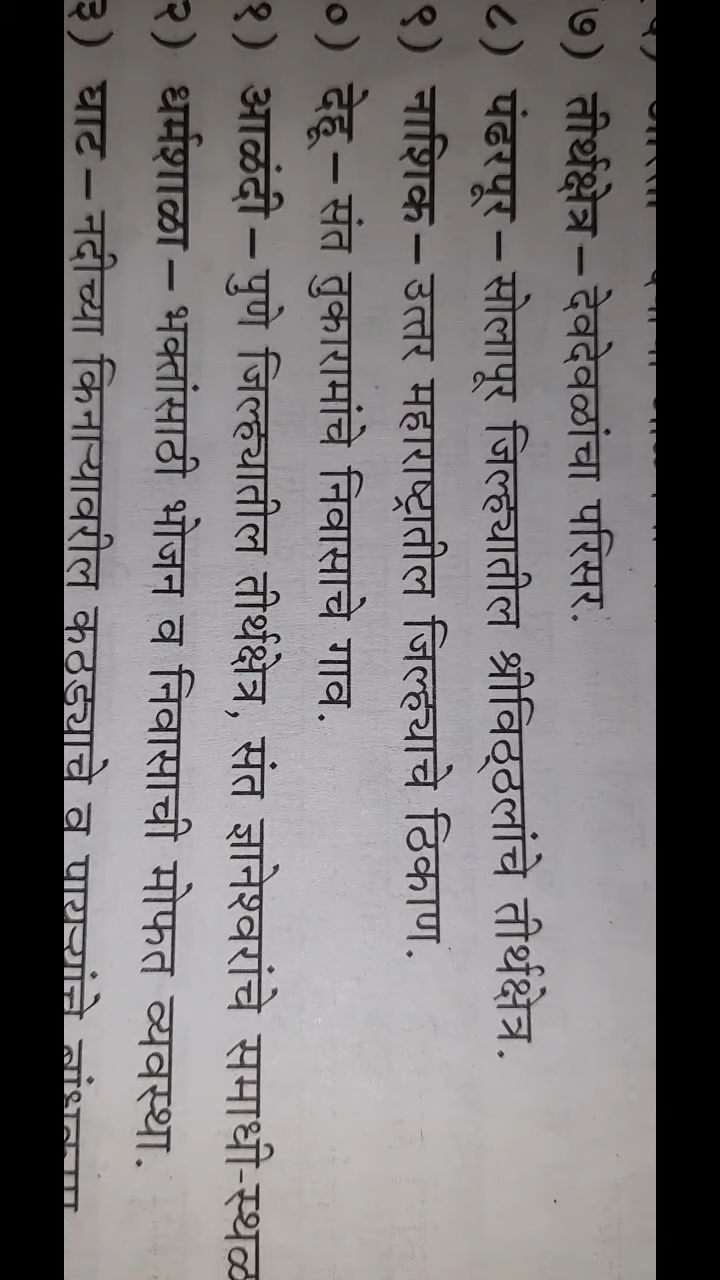 ७) तीर्थक्षेत्र – देवदेवळांचा परिसर.
८) पंढरपूर – सोलापूर जिल्ह्यातील श्रीविठ्ठलांचे तीर्थक्षेत्र.
९) नाशिक – उत्तर महाराष्ट्रातील जिल्ह्याचे ठिकाण.
०) देहू – संत तुकारामांचे निवासाचे गाव.
१) आळंदी – पुणे जिल्ह्यातील तीर्थक्षेत्र, संत ज्ञानेश्वरांचे समाधी-स्थळ
२) धर्मशाळा – भक्तांसाठी भोजन व निवासाची मोफत व्यवस्था.
३) घाट – नदीच्या किनाऱ्यावरील कठड्याचे व पायऱ्यांचे बांधकाम